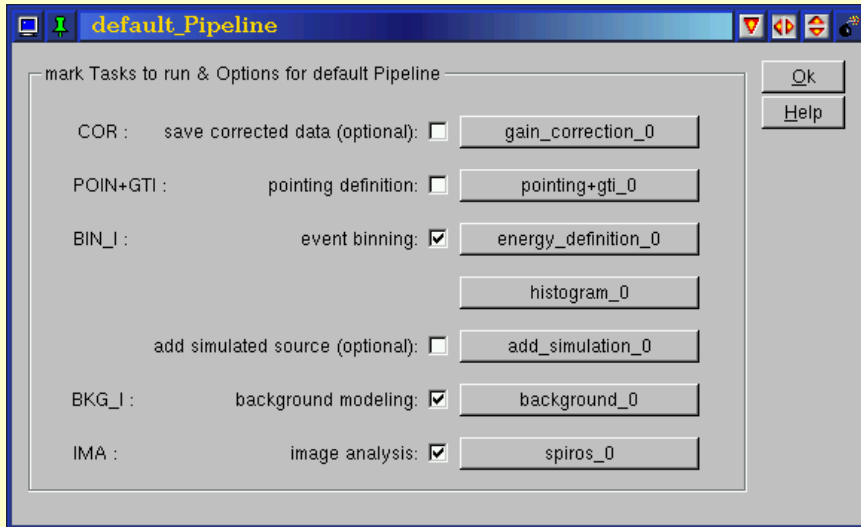 default_Pipeline
mark Tasks to run & Options for default Pipeline
Ok
Help
COR : save corrected data (optional): gain_correction_0
POIN+GTI : pointing definition: pointing+gti_0
BIN_I : event binning: energy_definition_0
histogram_0
add simulated source (optional): add_simulation_0
BKG_I : background modeling: background_0
IMA : image analysis: spiros_0